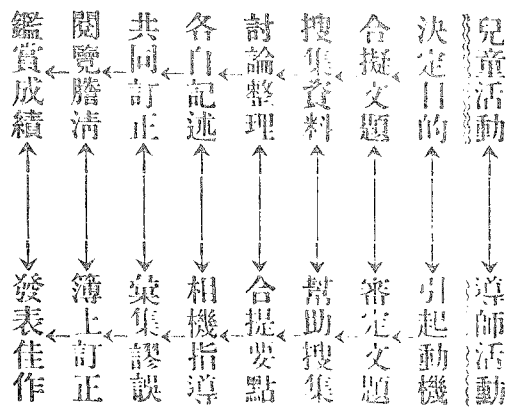 兒童活動
導師活動
決定目的
引起動機
合擬文題
審定文題
搜集資料
幫助搜集
討論整理
合提要點
各自記述
相機指導
共同訂正
彙集謬誤
閱覽謄清
簿上訂正
鑑賞成績
發表佳作